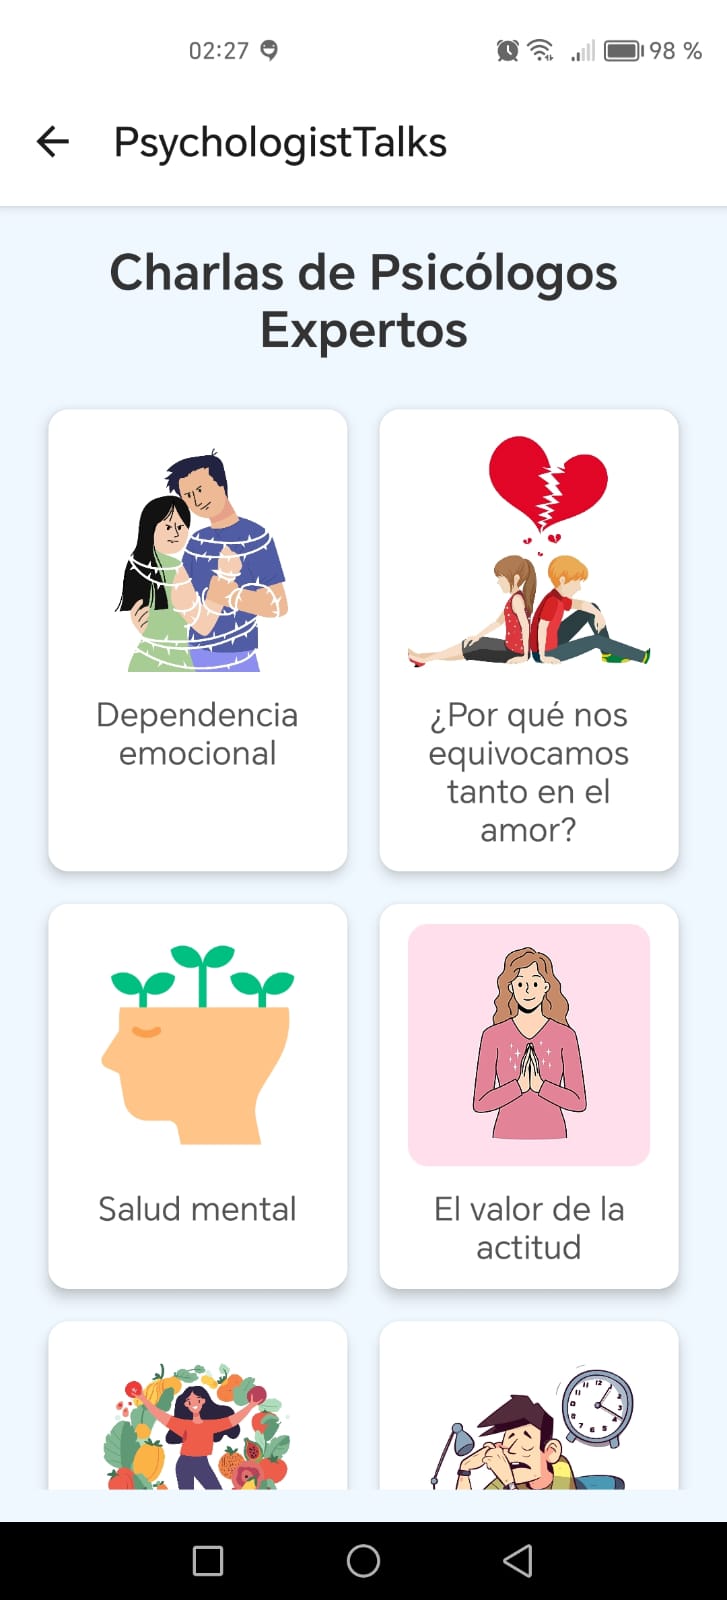 02:27
98 %
PsychologistTalks
Charlas de Psicólogos
Expertos
Dependencia
emocional
¿Por qué nos
equivocamos
tanto en el
amor?
Salud mental
El valor de la
actitud